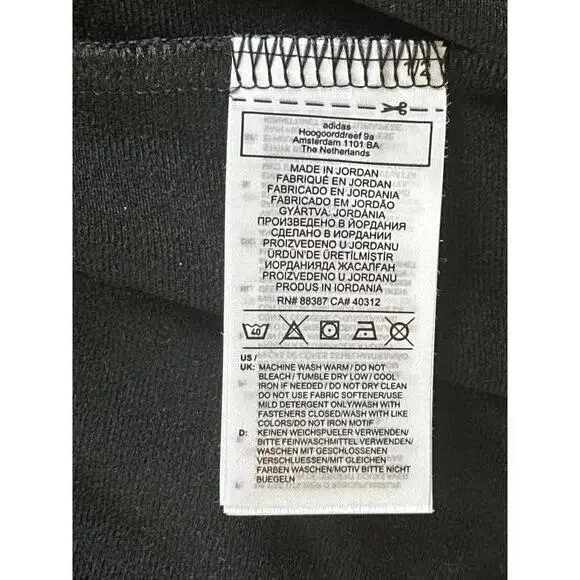 1/2
adidas
Hoogoorddreef 9a
Amsterdam 1101 BA
The Netherlands
MADE IN JORDAN
FABRIQUÉ EN JORDAN
FABRICADO EN JORDANIA
FABRICADO EM JORDÃO
GYÁRTVA: JORDÁNIA
ПРОИЗВЕДЕНО В ЙОРДАНИЯ
СДЕЛАНО В ИОРДАНИИ
PROIZVEDENO U JORDANU
ÜRDÜN'DE ÜRETİLMİŞTİR
ИОРДАНИЯДА ЖАСАЛҒАН
PROIZVEDENO U JORDANU
PRODUS IN IORDANIA
RN# 88387 CA# 40312
40
US /
UK: MACHINE WASH WARM / DO NOT
BLEACH / TUMBLE DRY LOW / COOL
IRON IF NEEDED / DO NOT DRY CLEAN
DO NOT USE FABRIC SOFTENER/USE
MILD DETERGENT ONLY/WASH WITH
FASTENERS CLOSED/WASH WITH LIKE
COLORS/DO NOT IRON MOTIF
D: KEINEN WEICHSPUELER VERWENDEN/
BITTE FEINWASCHMITTEL VERWENDEN/
WASCHEN MIT GESCHLOSSENEN
VERSCHLUESSEN/MIT GLEICHEN
FARBEN WASCHEN/MOTIV BITTE NICHT
BUEGELN